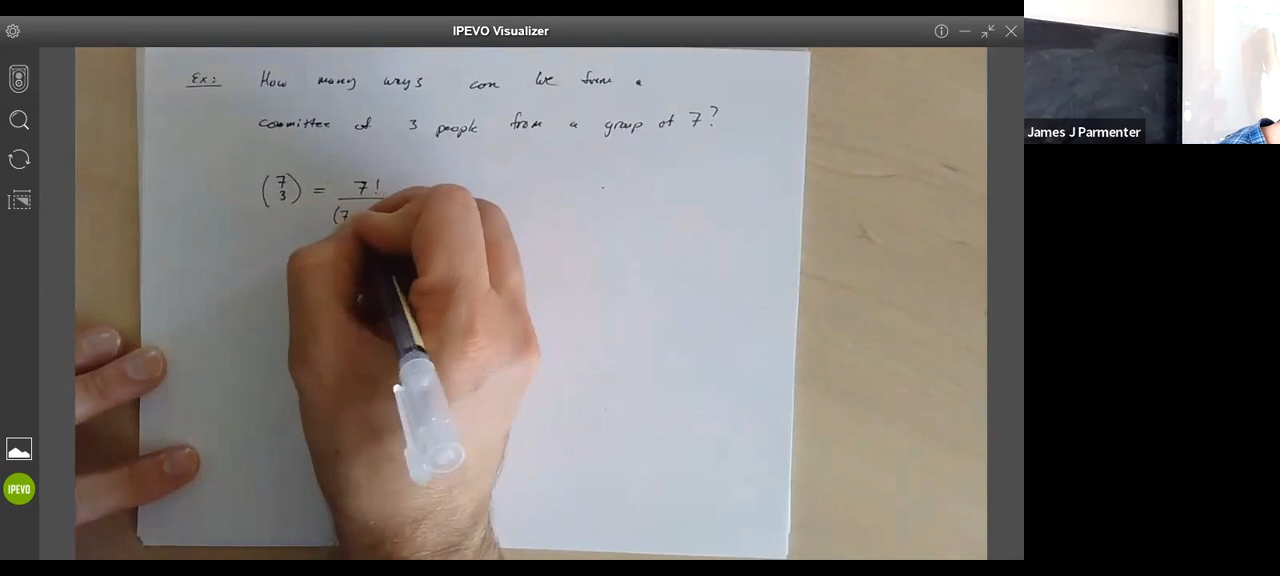 IPEVO Visualizer
Ex: How many ways can we form a
committee of 3 people from a group of 7?
(7
3) = 7!
(7
James J Parmenter
IPEVO